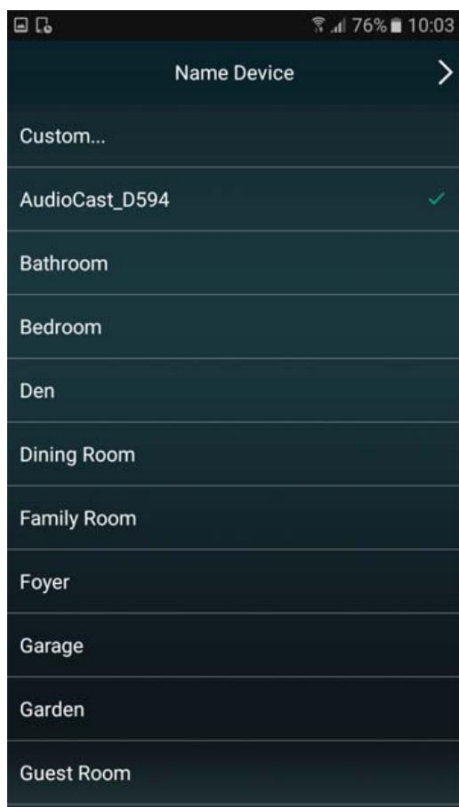 76% 10:03
Name Device
Custom...
AudioCast_D594
Bathroom
Bedroom
Den
Dining Room
Family Room
Foyer
Garage
Garden
Guest Room